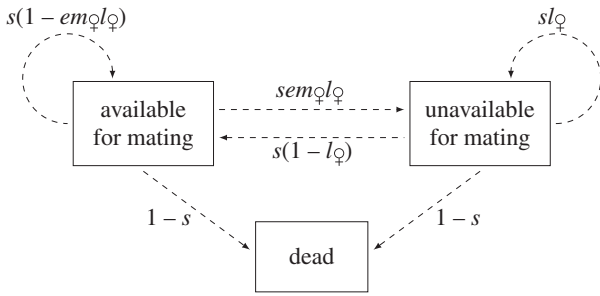 s(1 – em♀l♀)
sl♀
available
for mating
sem♀l♀
s(1 – l♀)
unavailable
for mating
1 – s
1 – s
dead